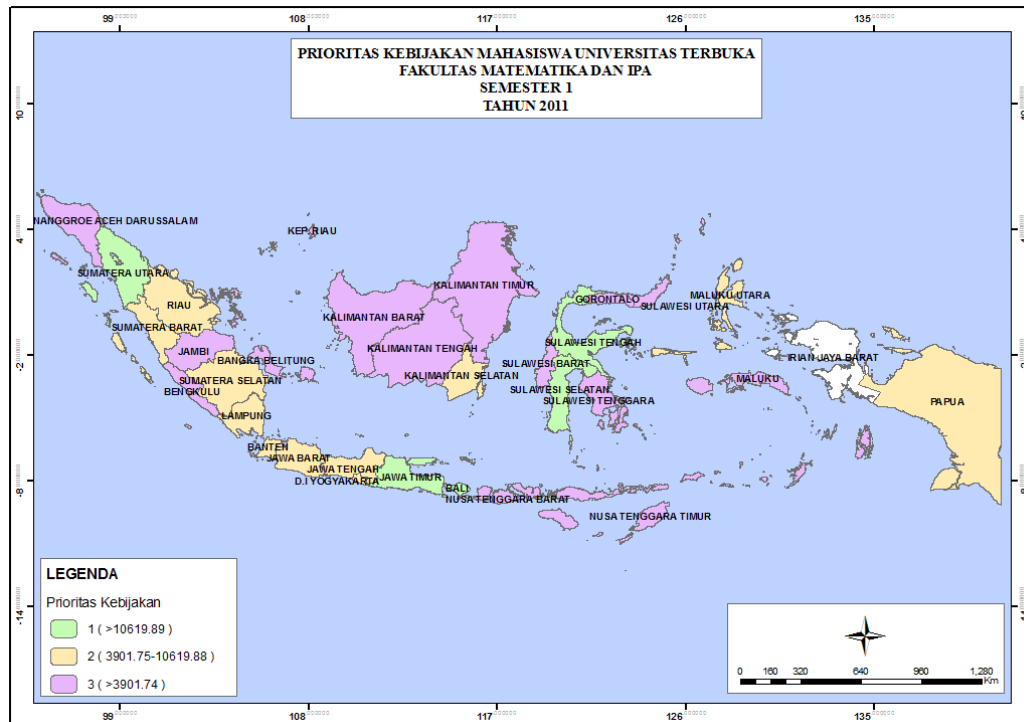 99 108 117 126 135
PRIORITAS KEBIJAKAN MAHASISWA UNIVERSITAS TERBUKA
FAKULTAS MATEMATIKA DAN IPA
SEMESTER 1
TAHUN 2011
10
4
-2
-8
-14
NANGGROE ACEH DARUSSALAM
KEP. RIAU
SUMATERA UTARA
KALIMANTAN TIMUR
RIAU
GORONTALO
MALUKU UTARA
SULAWESI UTARA
KALIMANTAN BARAT
SUMATERA BARAT
SULAWESI TENGAH
JAMBI
KALIMANTAN TENGAH
BANGKA BELITUNG
SULAWESI BARAT
IRIAN JAYA BARAT
KALIMANTAN SELATAN
SUMATERA SELATAN
MALUKU
BENGKULU
SULAWESI SELATAN
SULAWESI TENGGARA
PAPUA
LAMPUNG
BANTEN
JAWA BARAT
JAWA TENGAH
JAWA TIMUR
D.I YOGYAKARTA
BALI
NUSA TENGGARA BARAT
NUSA TENGGARA TIMUR
LEGENDA
Prioritas Kebijakan
1 ( >10619.89 )
2 ( 3901.75-10619.88 )
3 ( >3901.74)
0 160 320 640 960 1,280
Km
99 108 117 126 135